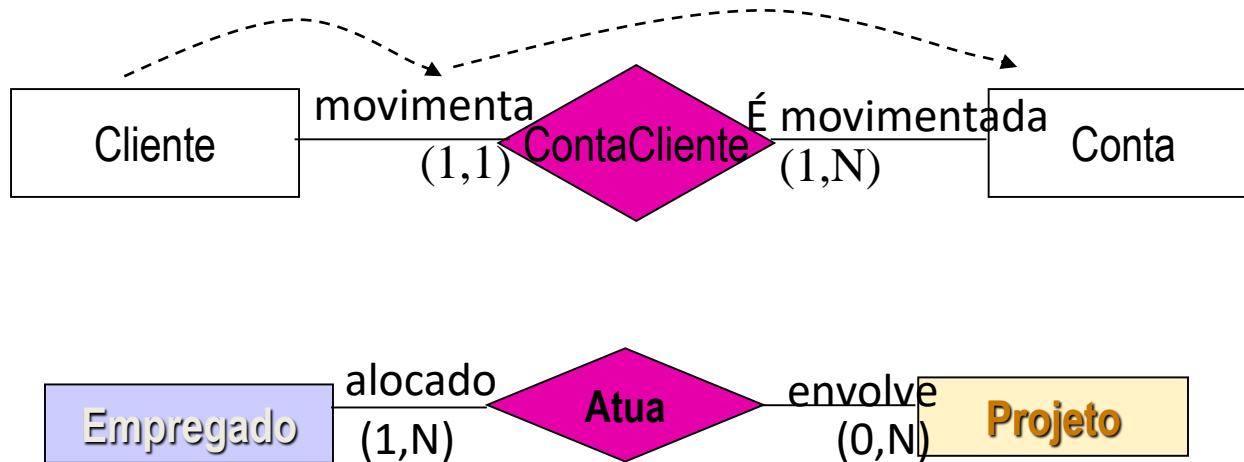 Cliente
movimenta
(1,1)
ContaCliente
É movimentada
(1,N)
Conta
Empregado
alocado
(1,N)
Atua
envolve
(0,N)
Projeto